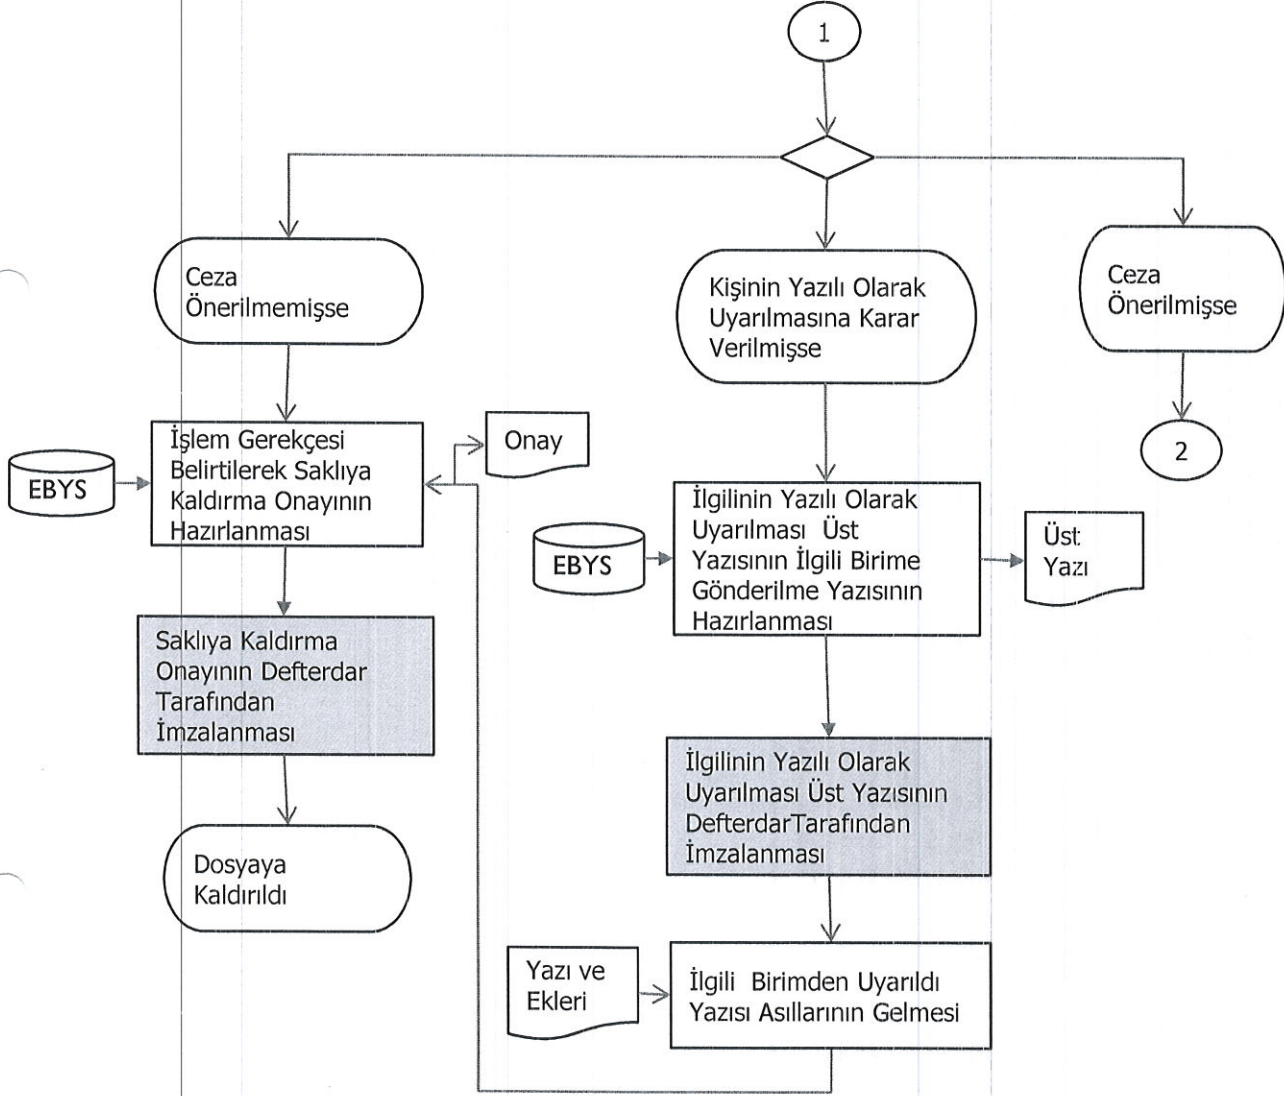 1
Ceza
Önerilmemişse
Kişinin Yazılı Olarak
Uyarılmasına Karar
Verilmişse
Ceza
Önerilmişse
EBYS
İşlem Gerekçesi
Belirtilerek Saklıya
Kaldırma Onayının
Hazırlanması
Onay
2
EBYS
İlgilinin Yazılı Olarak
Uyarılması Üst
Yazısının İlgili Birime
Gönderilme Yazısının
Hazırlanması
Üst
Yazı
Saklıya Kaldırma
Onayının Defterdar
Tarafından
İmzalanması
İlgilinin Yazılı Olarak
Uyarılması Üst Yazısının
DefterdarTarafından
İmzalanması
Dosyaya
Kaldırıldı
Yazı ve
Ekleri
İlgili Birimden Uyarıldı
Yazısı Asıllarının Gelmesi